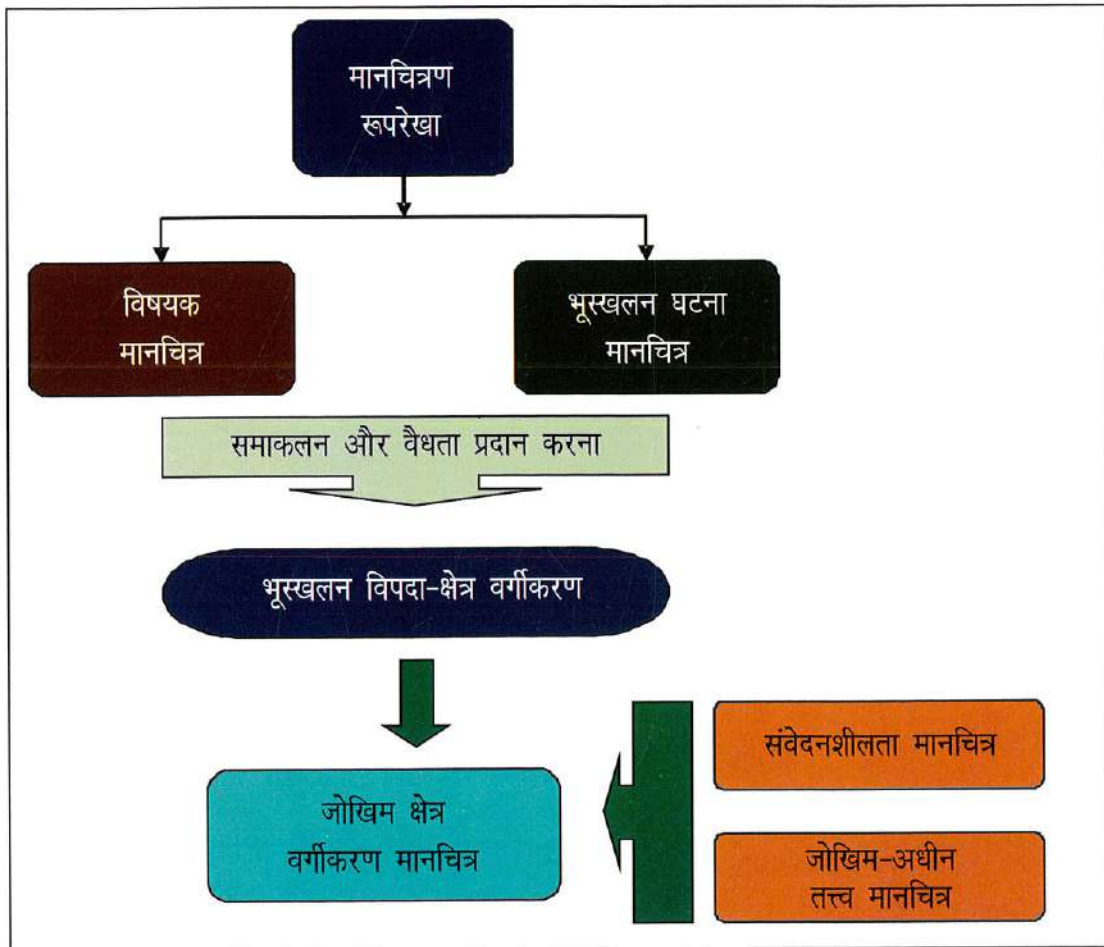 मानचित्रण
रूपरेखा
विषयक
मानचित्र
भूस्खलन घटना
मानचित्र
समाकलन और वैधता प्रदान करना
भूस्खलन विपदा-क्षेत्र वर्गीकरण
संवेदनशीलता मानचित्र
जोखिम क्षेत्र
वर्गीकरण मानचित्र
जोखिम-अधीन
तत्त्व मानचित्र